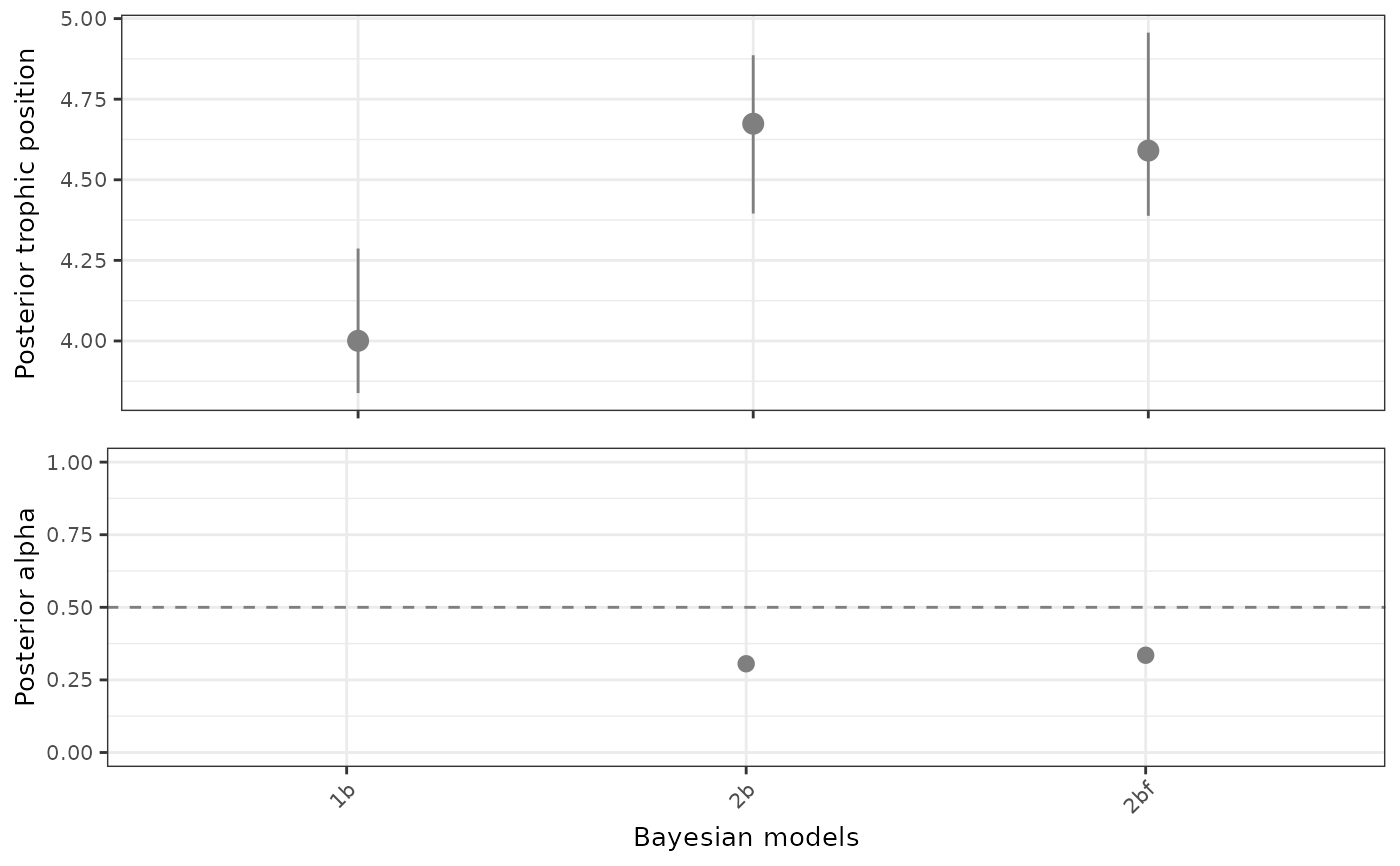 Posterior trophic position
5.00
4.75
4.50
4.25
4.00
Posterior alpha
1.00
0.75
0.50
0.25
0.00
1b
2b
2bf
Bayesian models